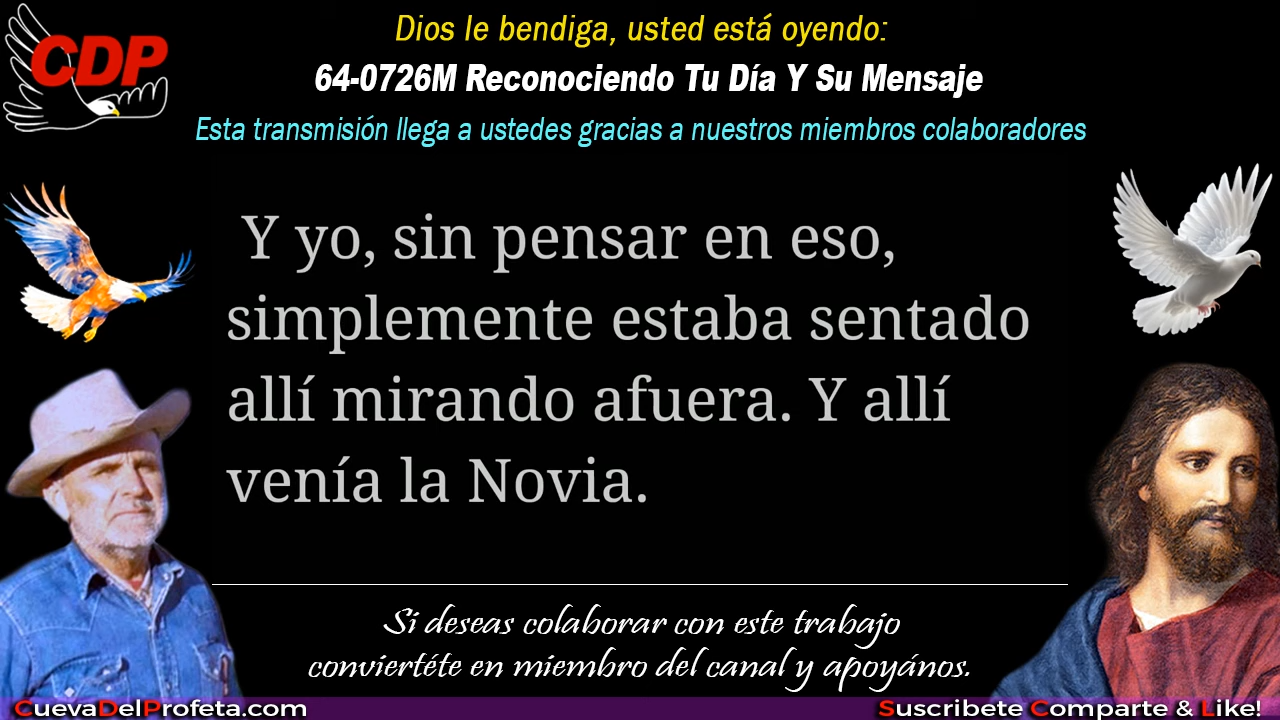 CDP
Dios le bendiga, usted está oyendo:
64-0726M Reconociendo Tu Día Y Su Mensaje
Esta transmisión llega a ustedes gracias a nuestros miembros colaboradores
Y yo, sin pensar en eso,
simplemente estaba sentado
allí mirando afuera. Y allí
venía la Novia.
Si deseas colaborar con este trabajo
conviertéte en miembro del canal y apoyános.
CuevaDelProfeta.com
Suscribete Comparte & Like!